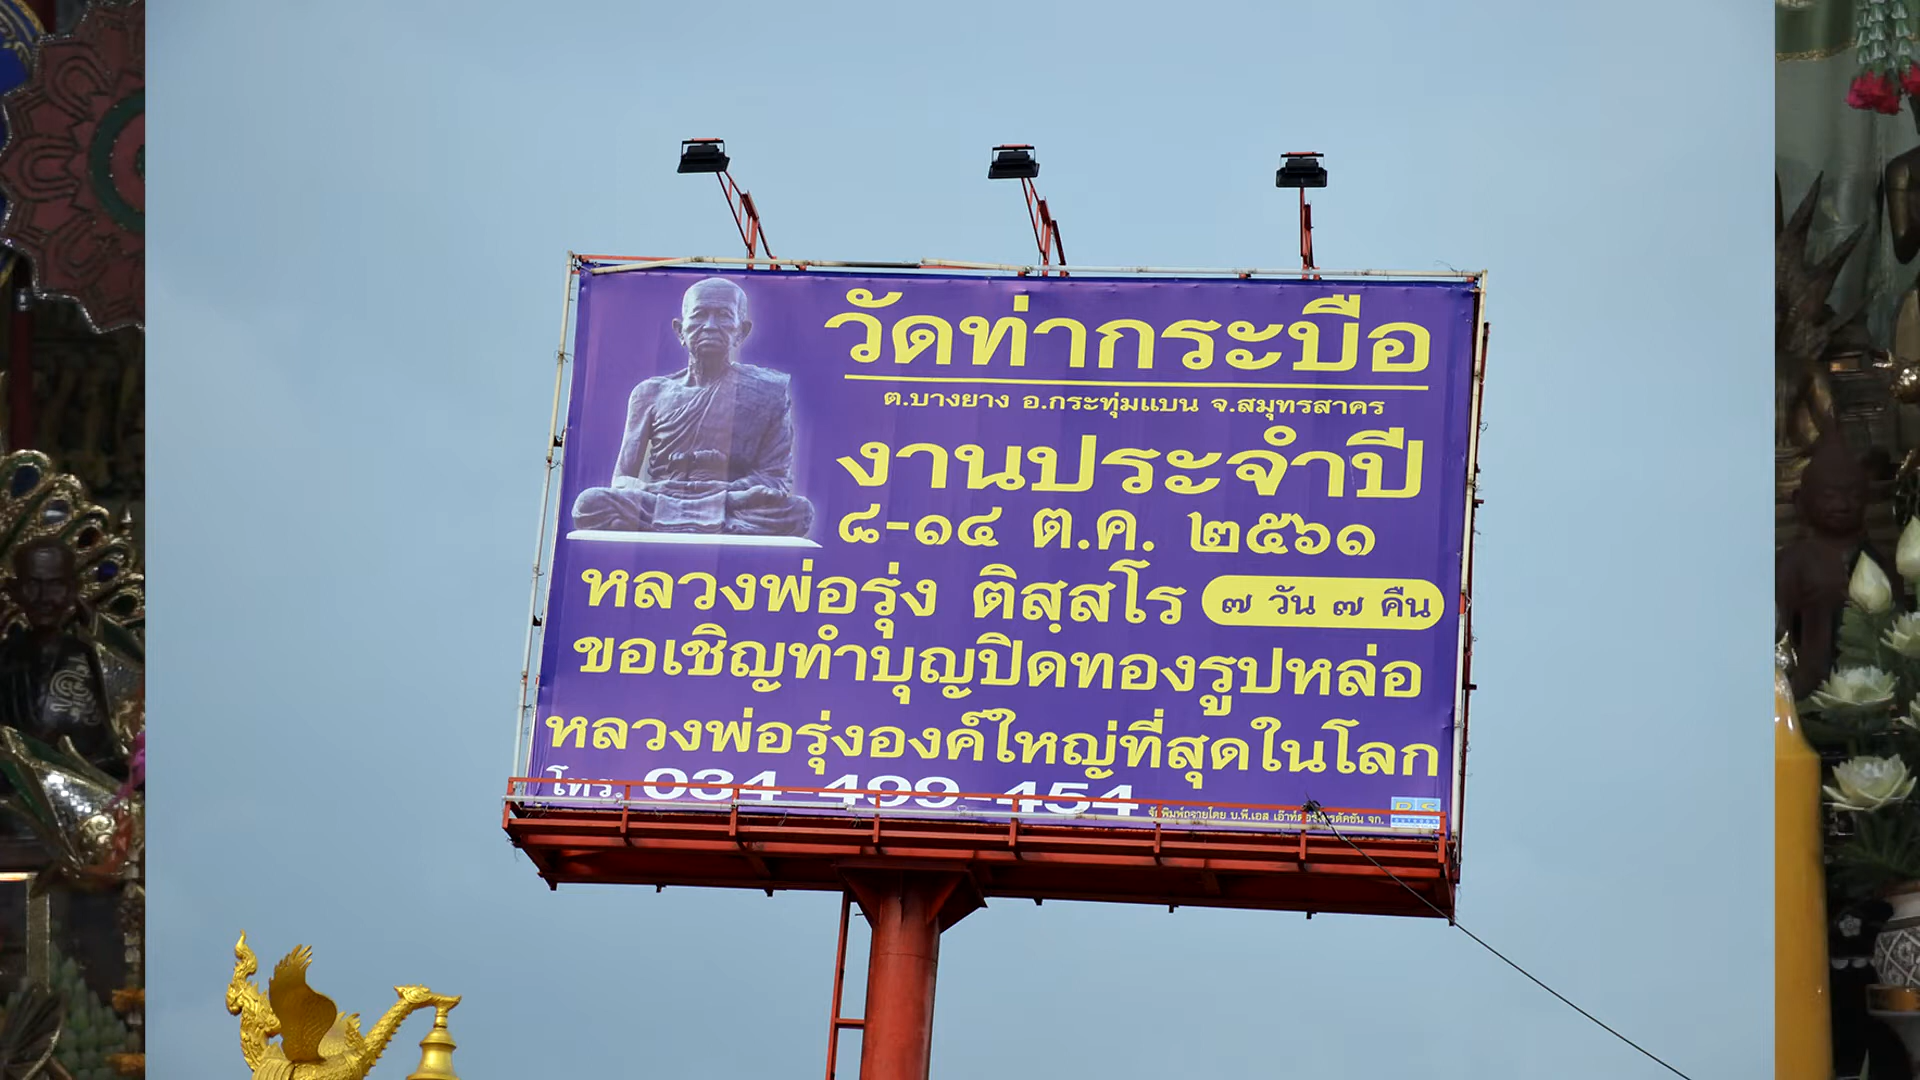 วัดท่ากระบือ
ต.บางยาง อ.กระทุ่มแบน จ.สมุทรสาคร
งานประจำปี
๘-๑๔ ต.ค. ๒๕๖๑
หลวงพ่อรุ่ง ติสฺสโร ๗ วัน ๗ คืน
ขอเชิญทำบุญปิดทองรูปหล่อ
หลวงพ่อรุ่งองค์ใหญ่ที่สุดในโลก
โทร. 034-499-454